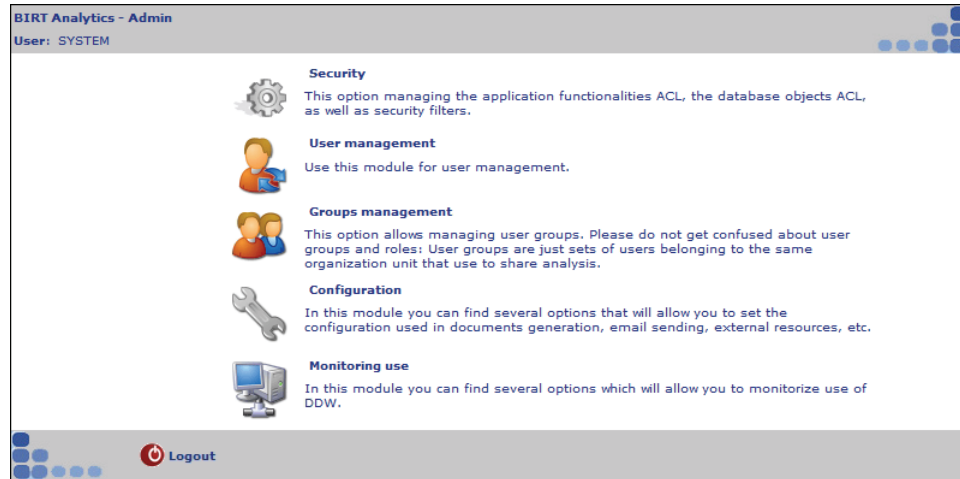 BIRT Analytics - Admin
User: SYSTEM
Security
This option managing the application functionalities ACL, the database objects ACL,
as well as security filters.
User management
Use this module for user management.
Groups management
This option allows managing user groups. Please do not get confused about user
groups and roles: User groups are just sets of users belonging to the same
organization unit that use to share analysis.
Configuration
In this module you can find several options that will allow you to set the
configuration used in documents generation, email sending, external resources, etc.
Monitoring use
In this module you can find several options which will allow you to monitorize use of
DDW.
Logout